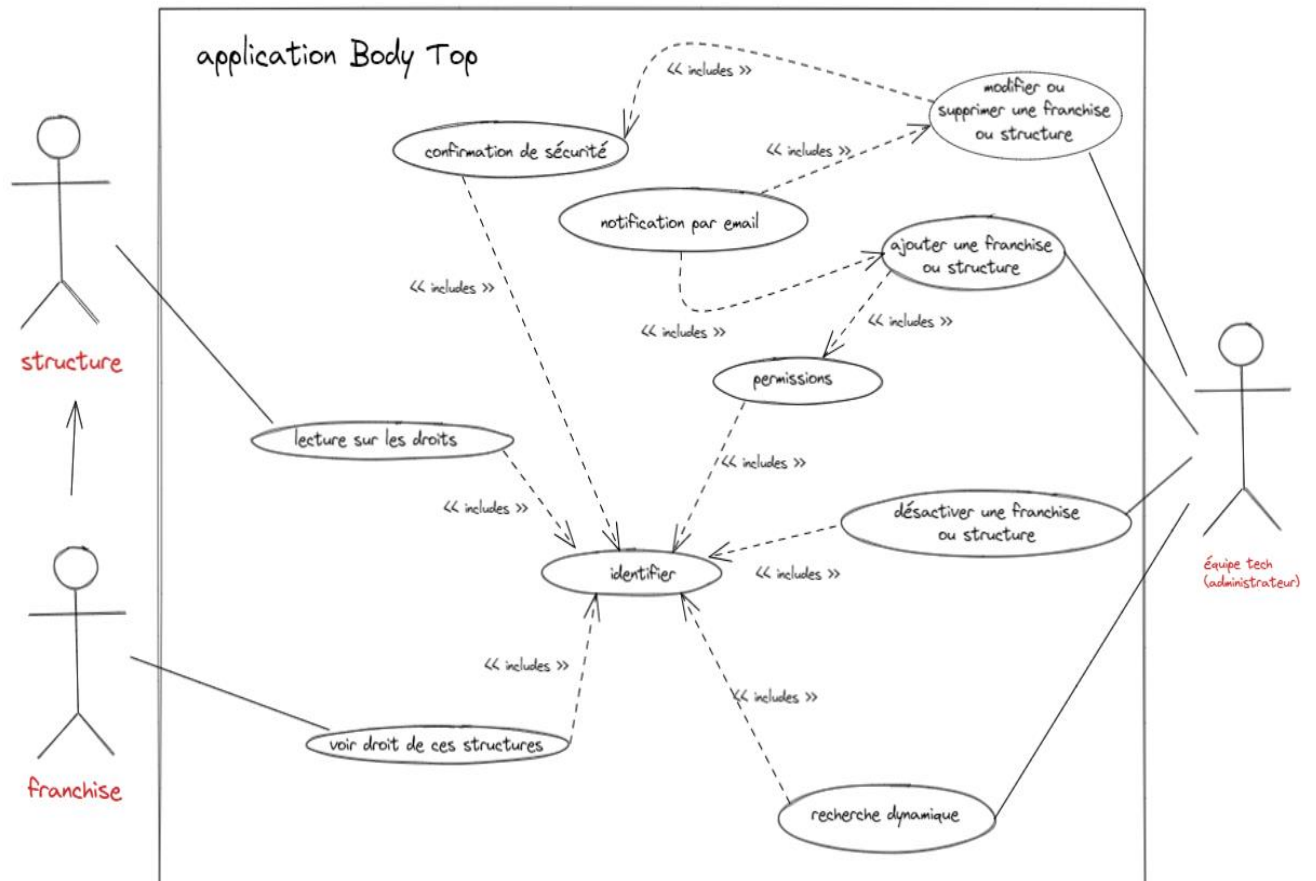 application Body Top
<< includes >>
modifier ou
supprimer une franchise
ou structure
confirmation de sécurité
<< includes >>
notification par email
ajouter une franchise
ou structure
<< includes >>
<< includes >>
<< includes >>
structure
permissions
lecture sur les droits
<< includes >>
<< includes >>
désactiver une franchise
ou structure
identifier
<< includes >>
équipe tech
(administrateur)
<< includes >>
<< includes >>
voir droit de ces structures
franchise
recherche dynamique